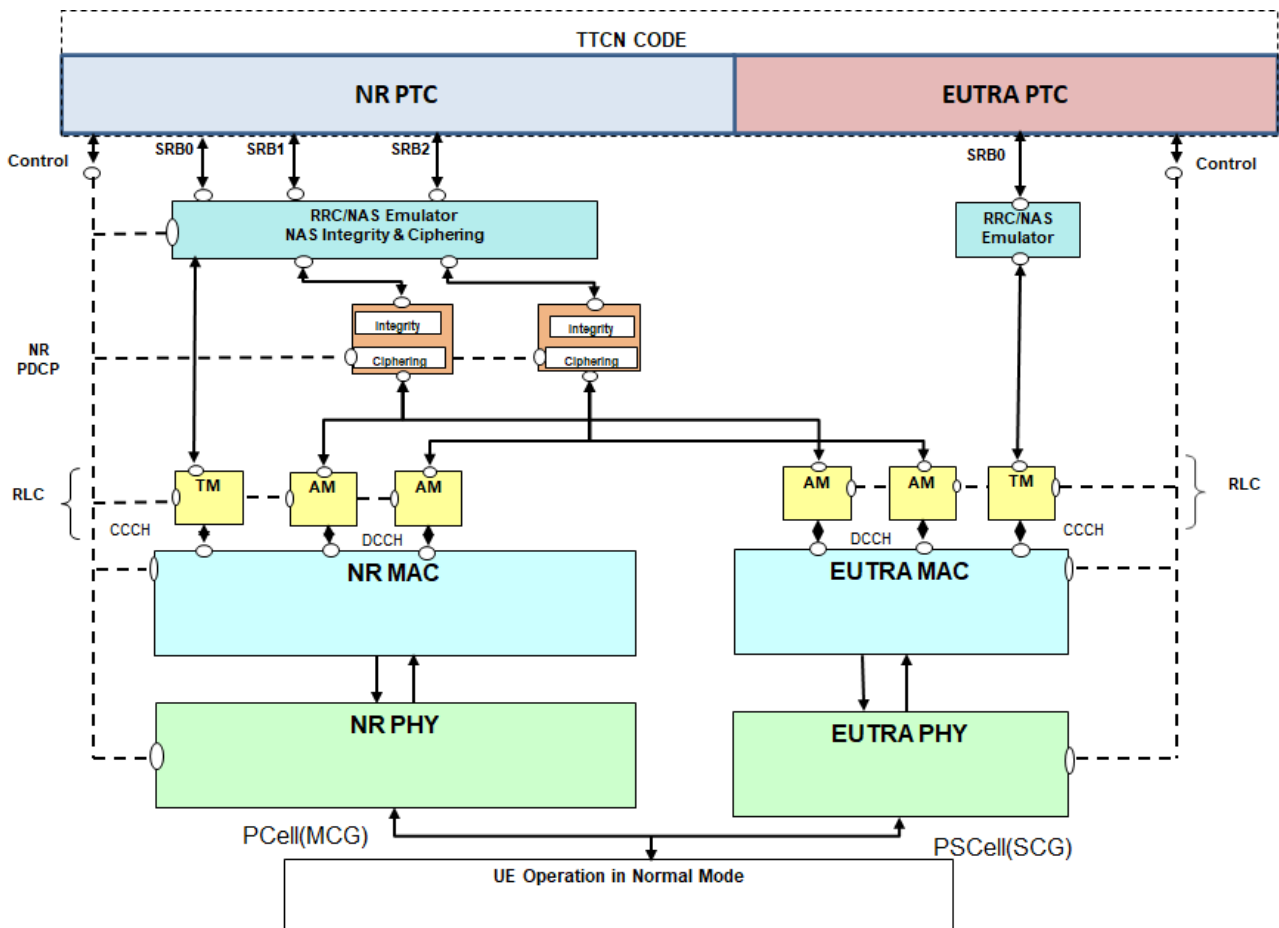 TTCN CODE
NR PTC
EUTRA PTC
Control
SRB0
SRB1
SRB2
SRB0
Control
RRC/NAS Emulator
NAS Integrity & Ciphering
RRC/NAS
Emulator
Integrity
Ciphering
Integrity
Ciphering
NR
PDCP
RLC
TM
AM
AM
AM
AM
TM
RLC
CCCH
DCCH
DCCH
CCCH
NR MAC
EUTRA MAC
NR PHY
EUTRA PHY
PCell(MCG)
PSCell(SCG)
UE Operation in Normal Mode